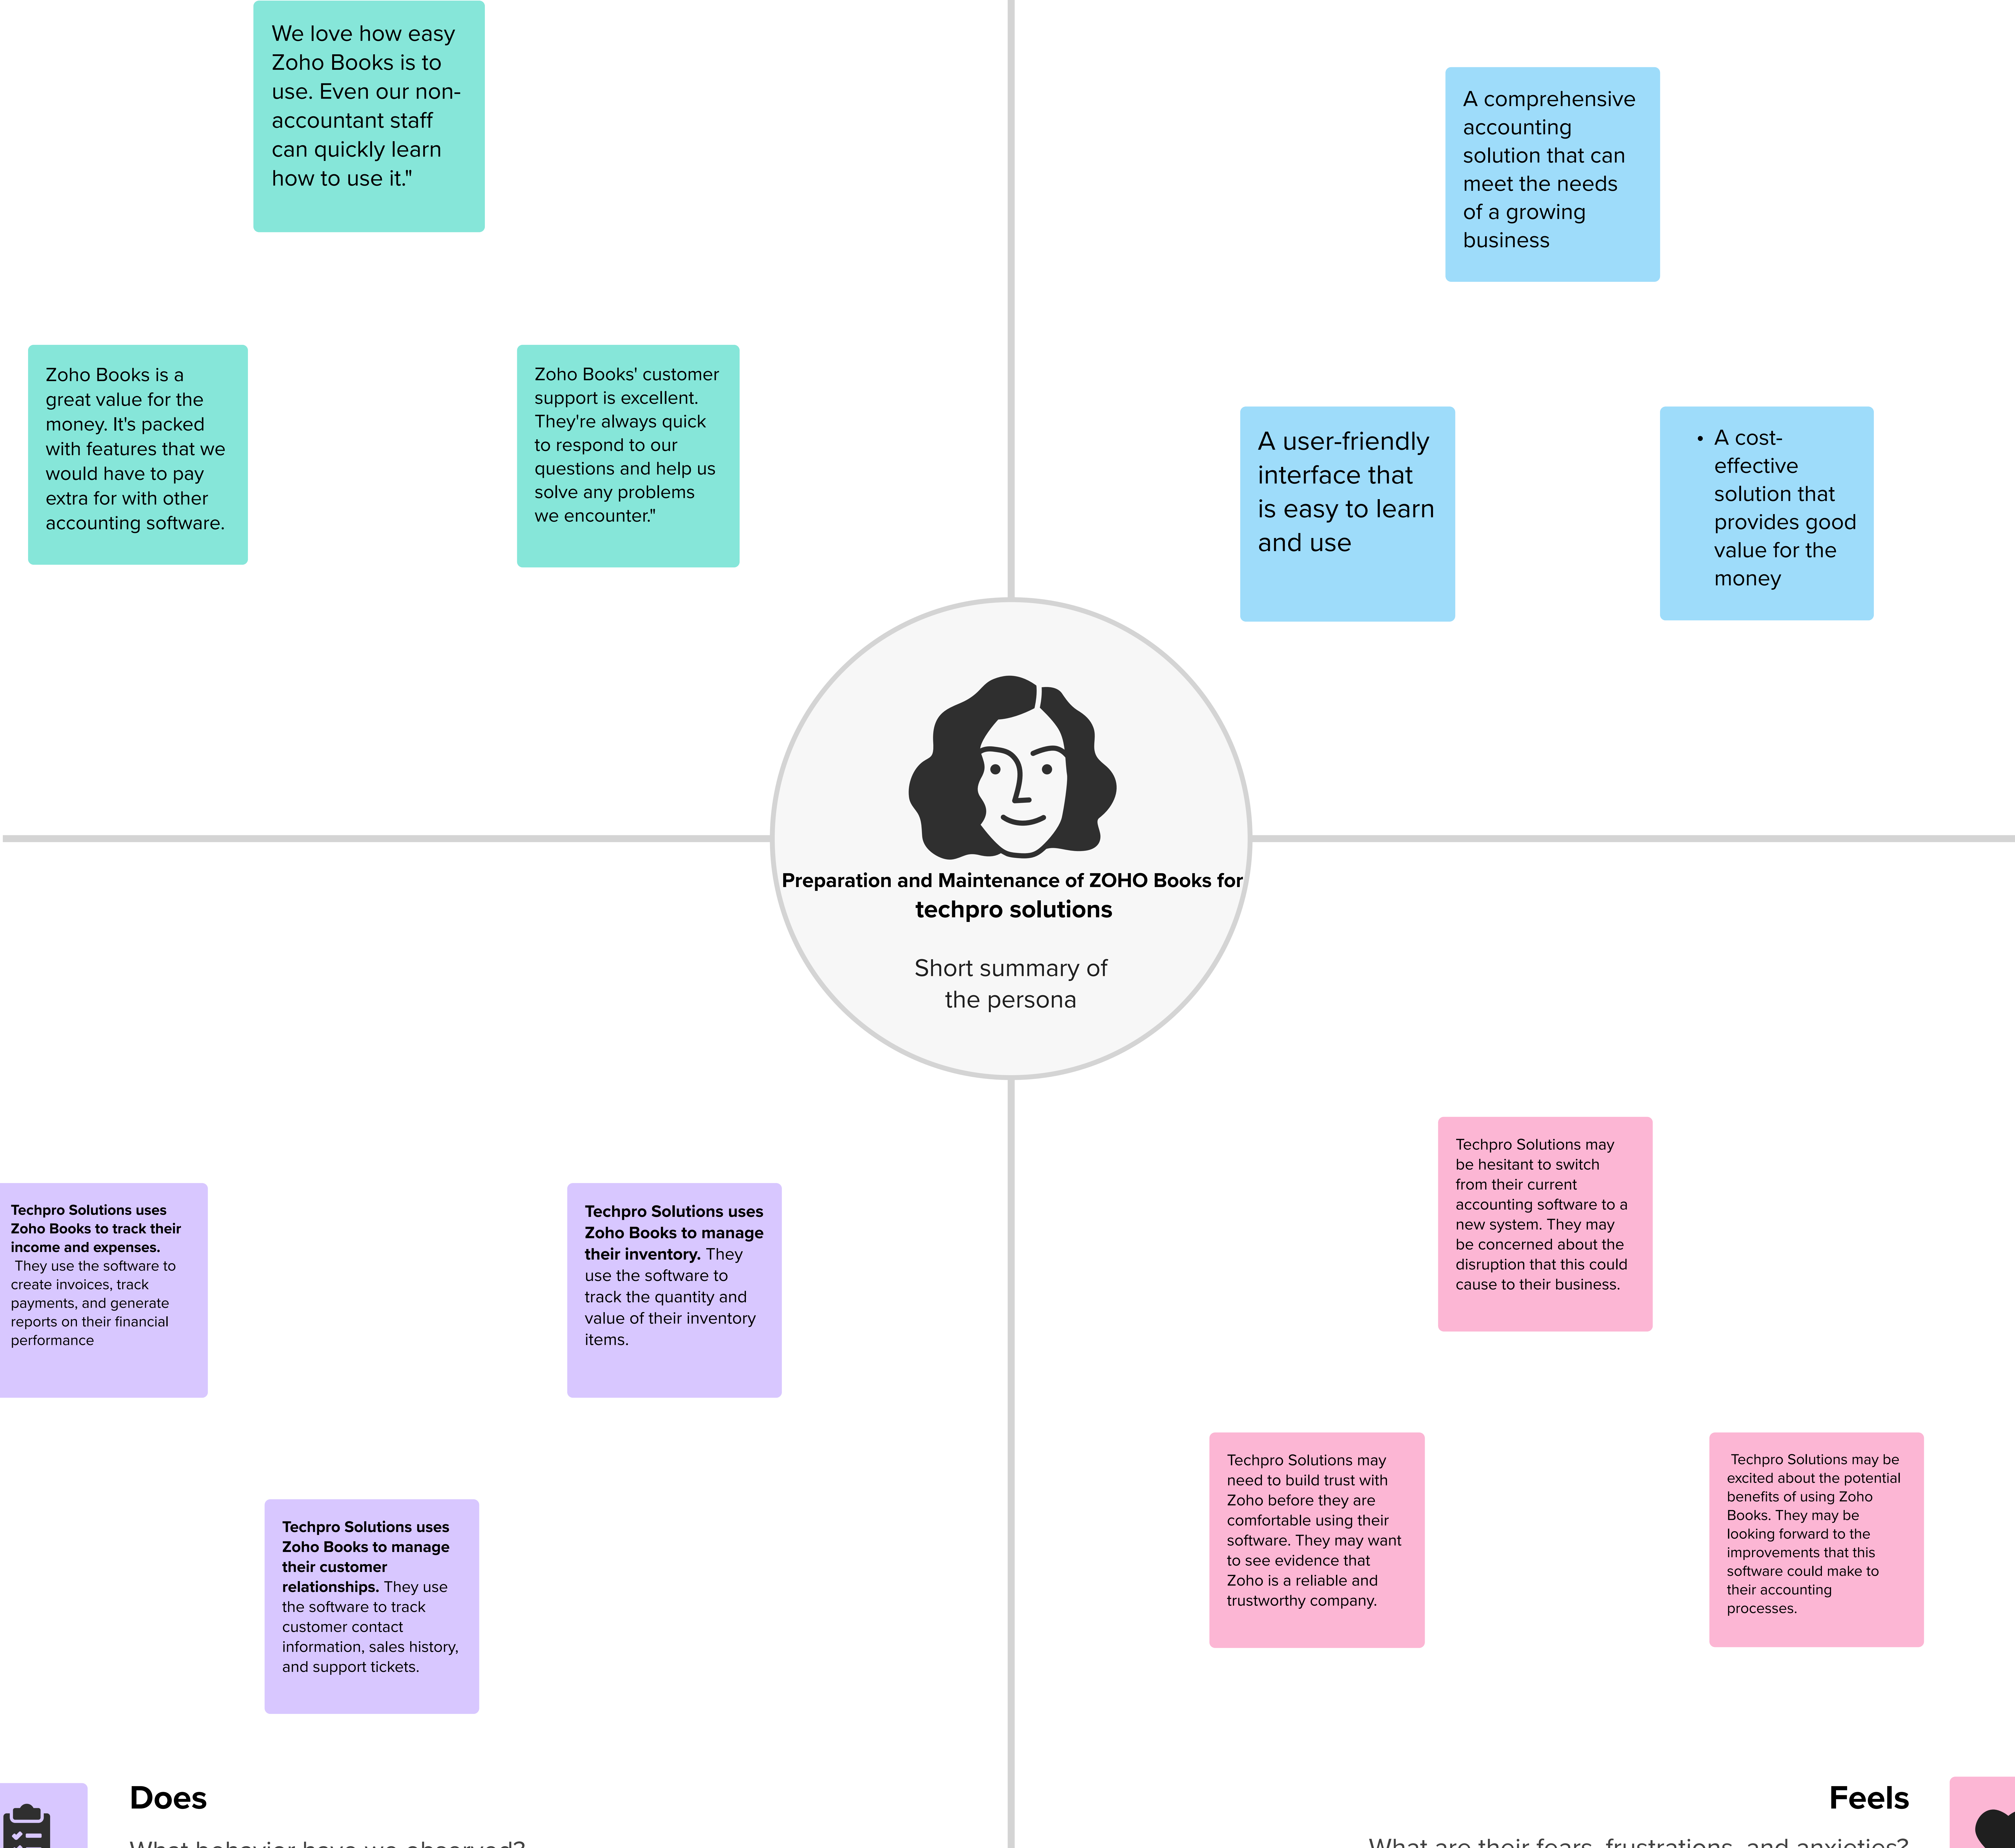 We love how easy
Zoho Books is to
use. Even our non-
accountant staff
can quickly learn
how to use it."
A comprehensive
accounting
solution that can
meet the needs
of a growing
business
Zoho Books is a
great value for the
money. It's packed
with features that we
would have to pay
extra for with other
accounting software.
Zoho Books' customer
support is excellent.
They're always quick
to respond to our
questions and help us
solve any problems
we encounter."
A user-friendly
interface that
is easy to learn
and use
• A cost-
effective
solution that
provides good
value for the
money
Preparation and Maintenance of ZOHO Books for
techpro solutions
Short summary of
the persona
Techpro Solutions uses
Zoho Books to track their
income and expenses.
They use the software to
create invoices, track
payments, and generate
reports on their financial
performance
Techpro Solutions uses
Zoho Books to manage
their inventory. They
use the software to
track the quantity and
value of their inventory
items.
Techpro Solutions uses
Zoho Books to manage
their customer
relationships. They use
the software to track
customer contact
information, sales history,
and support tickets.
Techpro Solutions may
be hesitant to switch
from their current
accounting software to a
new system. They may
be concerned about the
disruption that this could
cause to their business.
Techpro Solutions may
need to build trust with
Zoho before they are
comfortable using their
software. They may want
to see evidence that
Zoho is a reliable and
trustworthy company.
Techpro Solutions may be
excited about the potential
benefits of using Zoho
Books. They may be
looking forward to the
improvements that this
software could make to
their accounting
processes.
Does
What behavior have we observed?
Feels
What are their fears, frustrations, and anxieties?